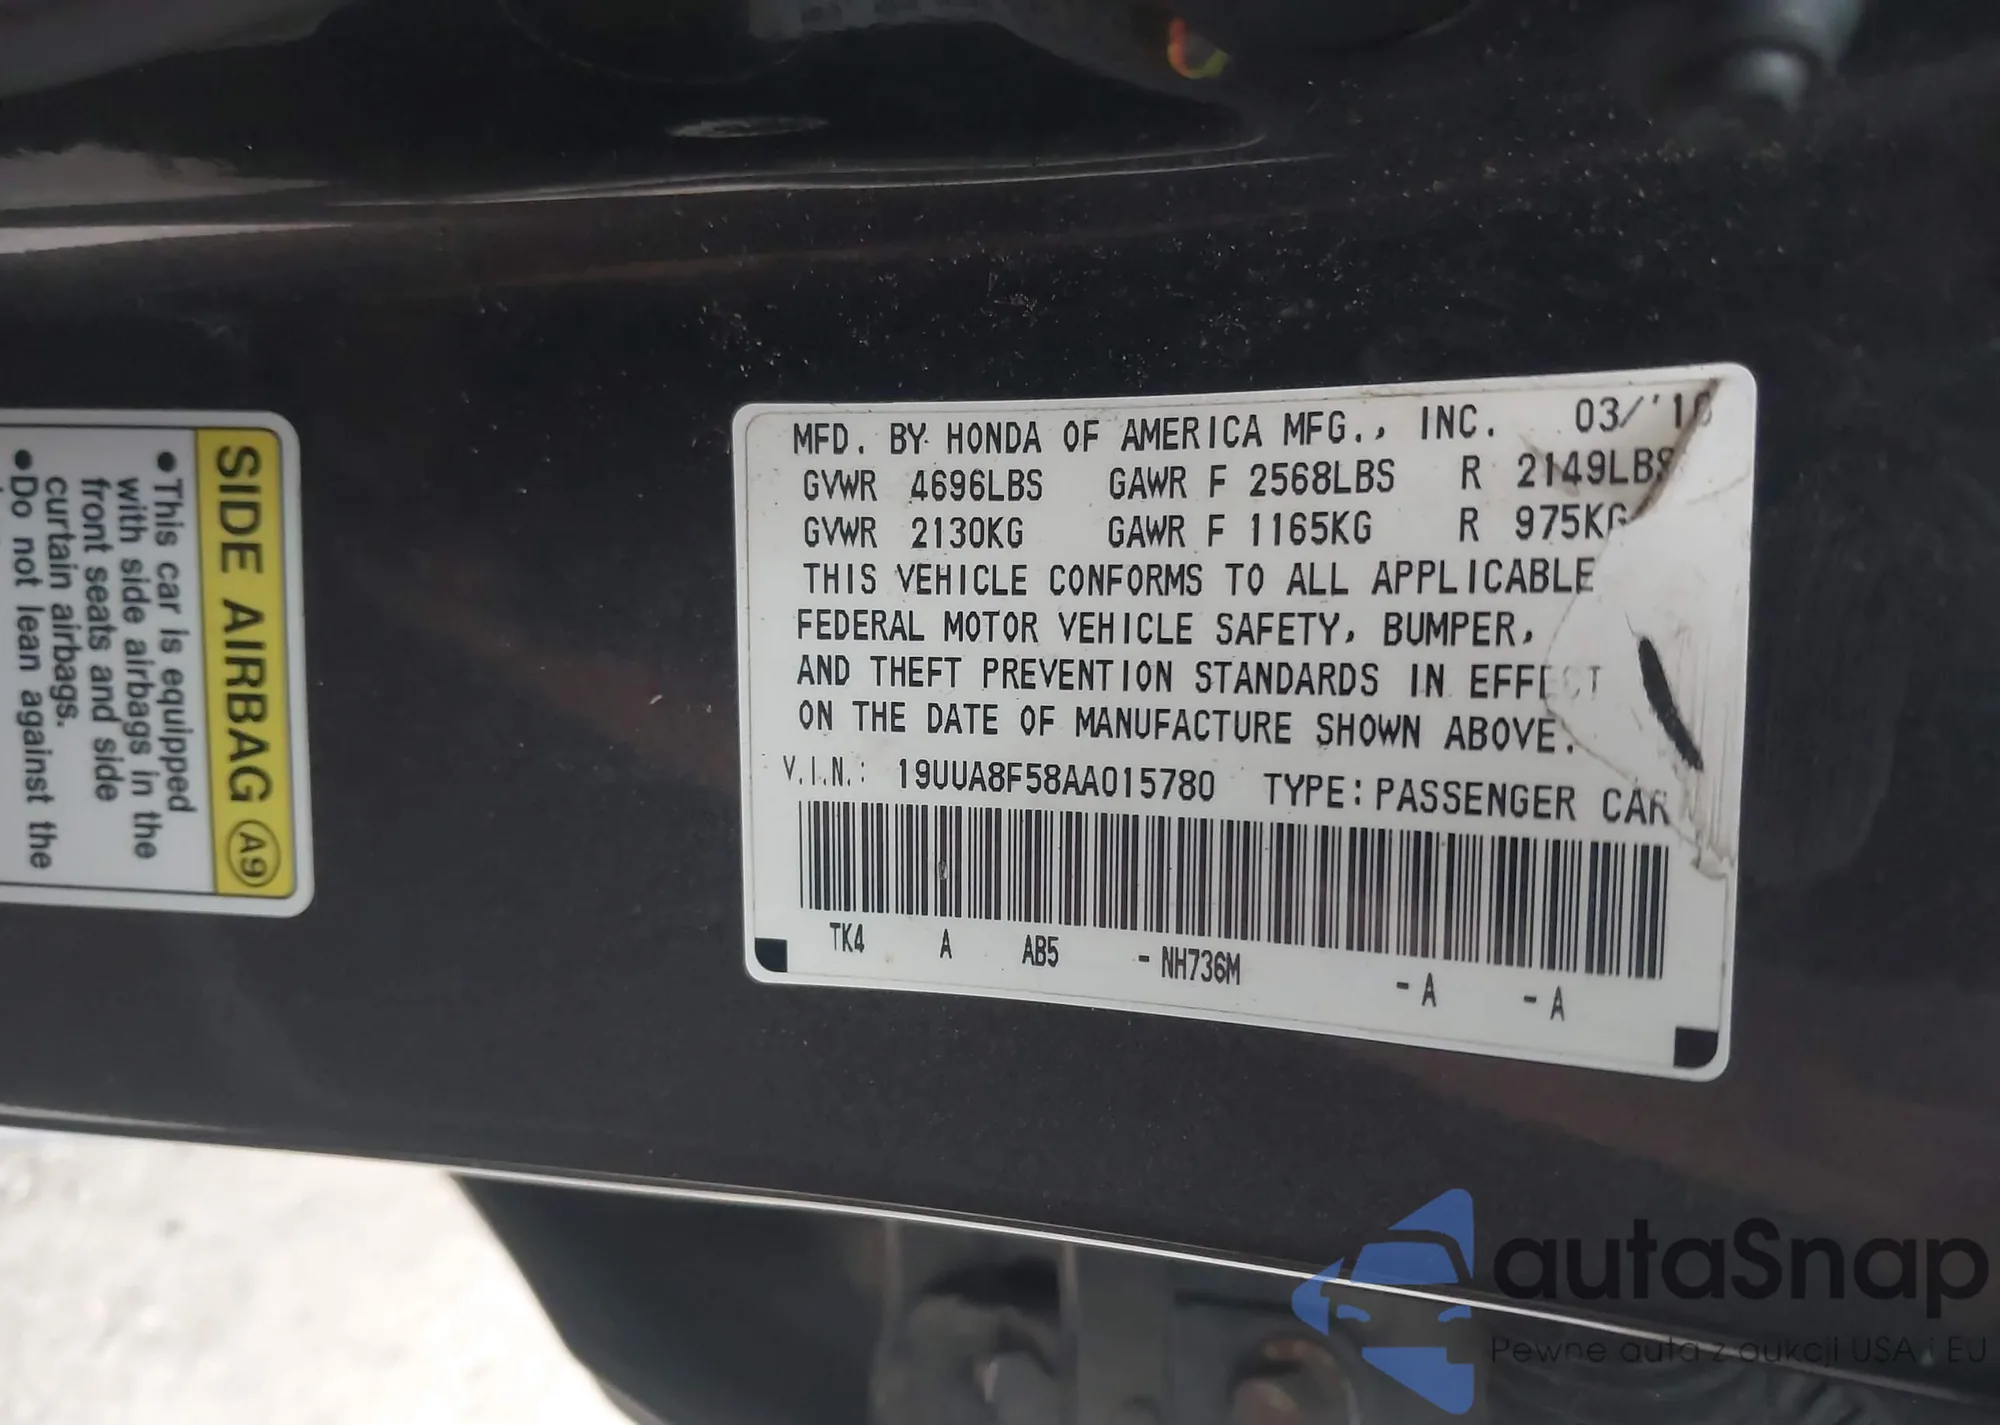 SIDE AIRBAG A9
●This car is equipped
with side airbags in the
front seats and side
curtain airbags.
●Do not lean against the
MFD. BY HONDA OF AMERICA MFG., INC. 03/'10
GVWR 4696LBS GAWR F 2568LBS R 2149LBS
GVWR 2130KG GAWR F 1165KG R 975KG
THIS VEHICLE CONFORMS TO ALL APPLICABLE
FEDERAL MOTOR VEHICLE SAFETY, BUMPER,
AND THEFT PREVENTION STANDARDS IN EFFECT
ON THE DATE OF MANUFACTURE SHOWN ABOVE.
V.I.N.: 19UUA8F58AA015780 TYPE: PASSENGER CAR
TK4 A AB5 - NH736M - A - A
autaSnap
Pewne auta z aukcji USA i EU